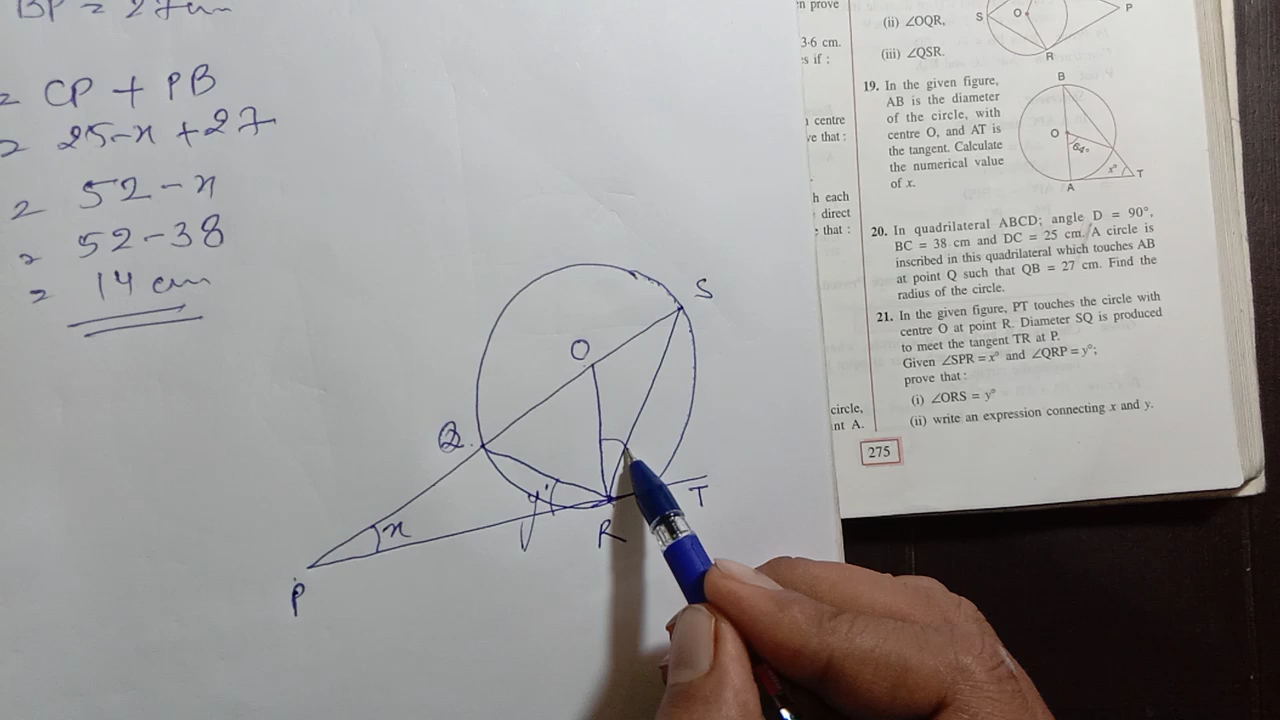 BP = 27cm
= CP + PB
= 25-x + 27
= 52 - x
= 52 - 38
= 14 cm
S
O
Q
y°
x
R
T
P
n prove
3·6 cm.
s if :
centre
ve that :
h each
direct
that :
circle,
nt A.
(ii) ∠OQR,
(iii) ∠QSR.
S
O
P
R
19. In the given figure,
AB is the diameter
of the circle, with
centre O, and AT is
the tangent. Calculate
the numerical value
of x.
B
O
64°
x°
T
A
20. In quadrilateral ABCD; angle D = 90°,
BC = 38 cm and DC = 25 cm. A circle is
inscribed in this quadrilateral which touches AB
at point Q such that QB = 27 cm. Find the
radius of the circle.
21. In the given figure, PT touches the circle with
centre O at point R. Diameter SQ is produced
to meet the tangent TR at P.
Given ∠SPR = x° and ∠QRP = y°;
prove that :
(i) ∠ORS = y°
(ii) write an expression connecting x and y.
275